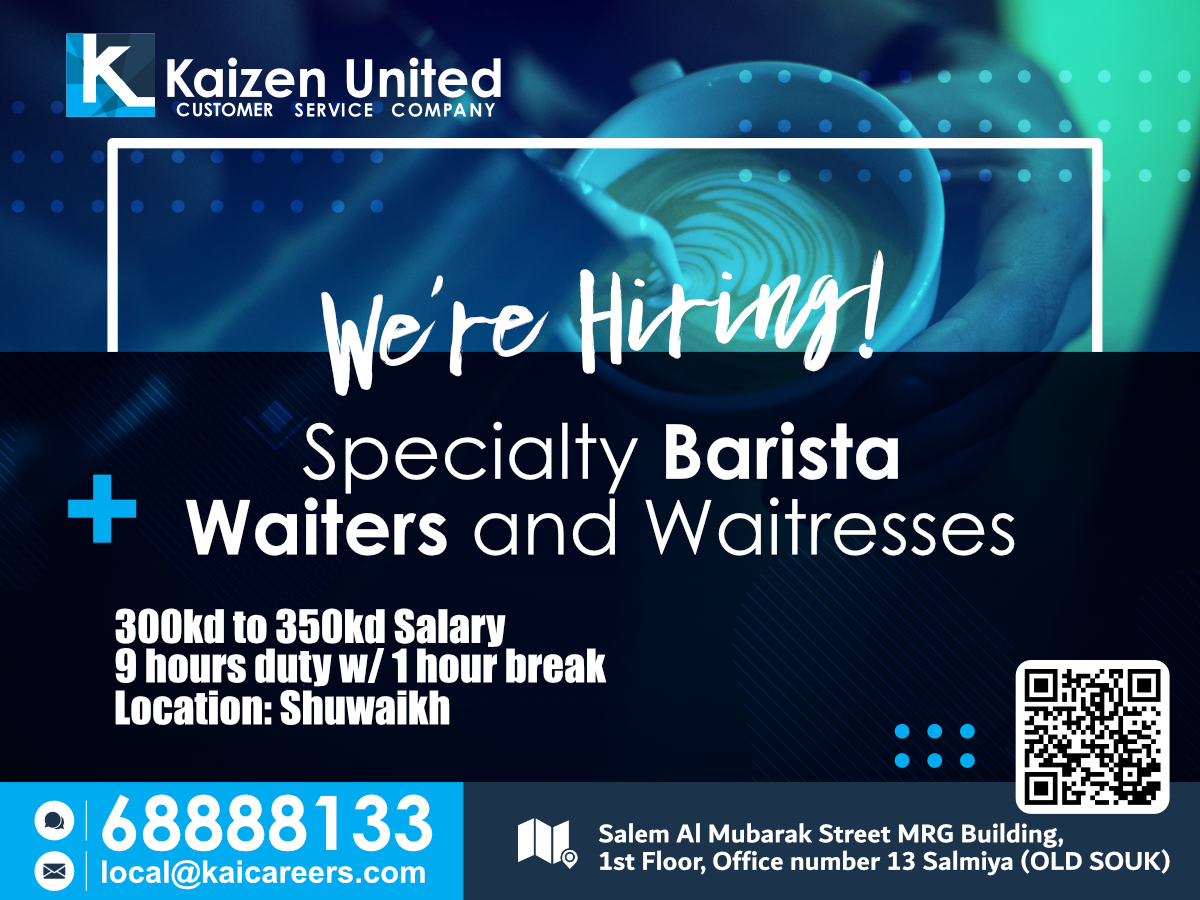 K
Kaizen United
CUSTOMER SERVICE COMPANY
We're Hiring!
Specialty Barista
Waiters and Waitresses
300kd to 350kd Salary
9 hours duty w/ 1 hour break
Location: Shuwaikh
68888133
local@kaicareers.com
Salem Al Mubarak Street MRG Building,
1st Floor, Office number 13 Salmiya (OLD SOUK)